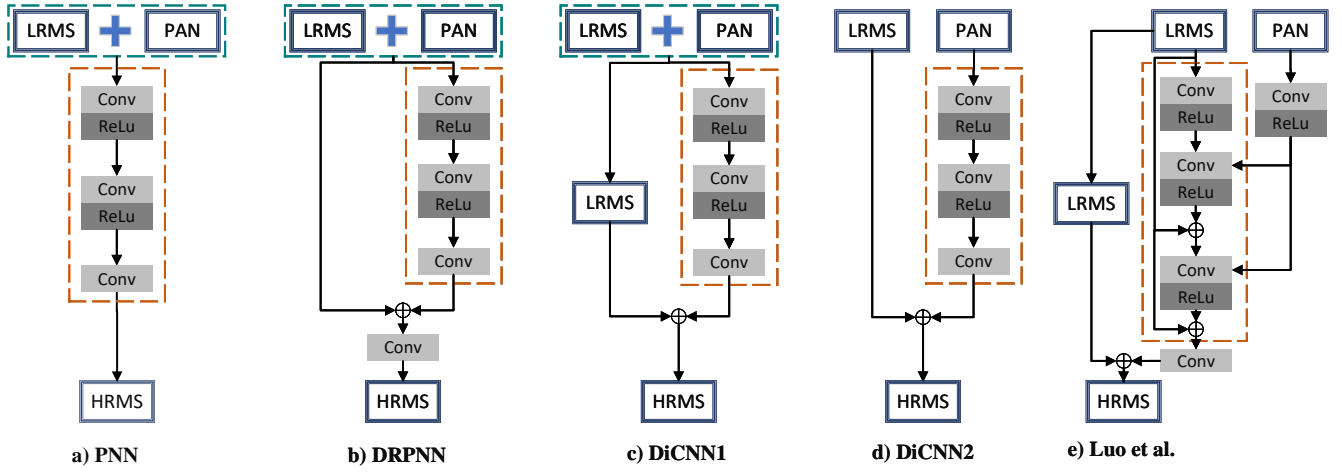 LRMS + PAN
Conv
ReLu
Conv
ReLu
Conv
HRMS
a) PNN
LRMS + PAN
Conv
ReLu
Conv
ReLu
Conv
Conv
HRMS
b) DRPNN
LRMS + PAN
Conv
ReLu
LRMS
Conv
ReLu
Conv
HRMS
c) DiCNN1
LRMS PAN
Conv
ReLu
Conv
ReLu
Conv
HRMS
d) DiCNN2
LRMS PAN
Conv
ReLu
Conv
ReLu
Conv
ReLu
LRMS
Conv
ReLu
Conv
HRMS
e) Luo et al.